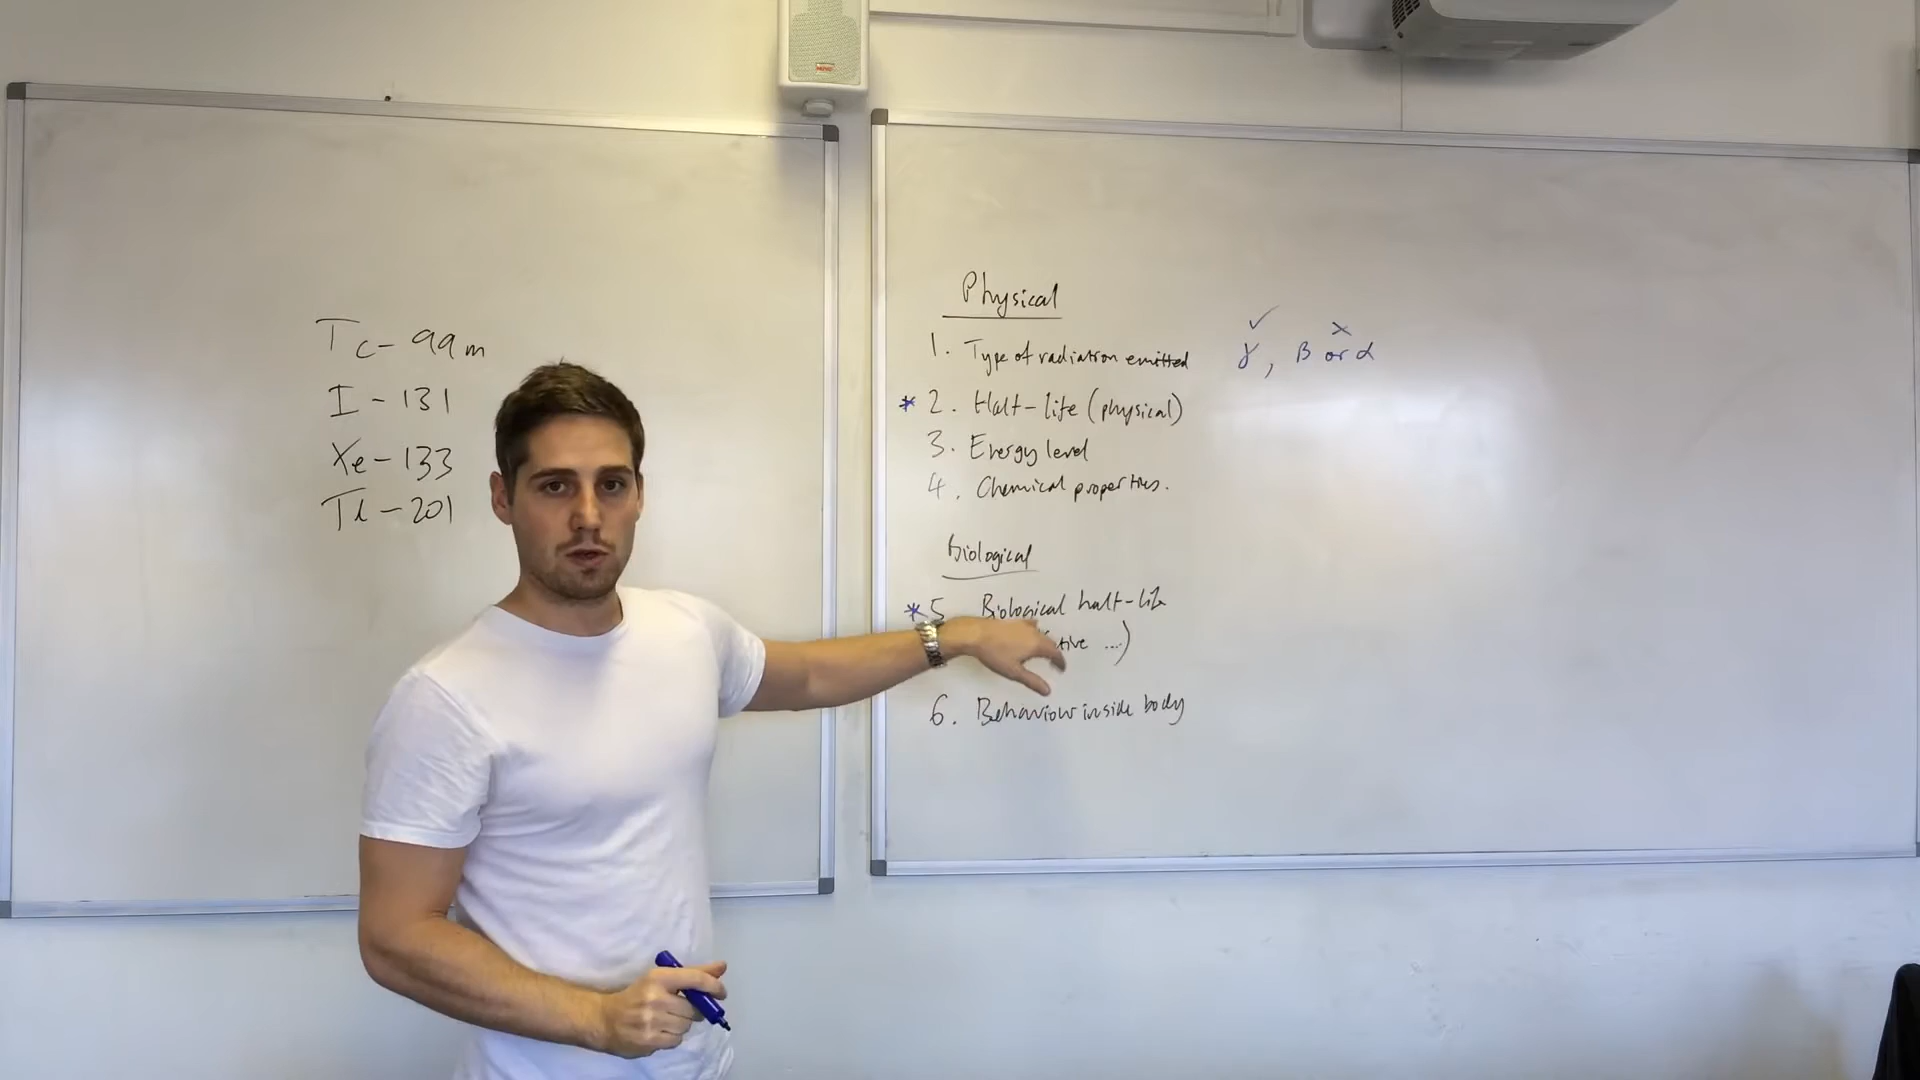 Tc - 99m
I - 131
Xe - 133
Tl - 201
Physical
1. Type of radiation emitted γ, β or α
✓ ×
* 2. Half-life (physical)
3. Energy level
4. Chemical properties.
Biological
* 5 Biological half-life
...)
6. Behaviour inside body